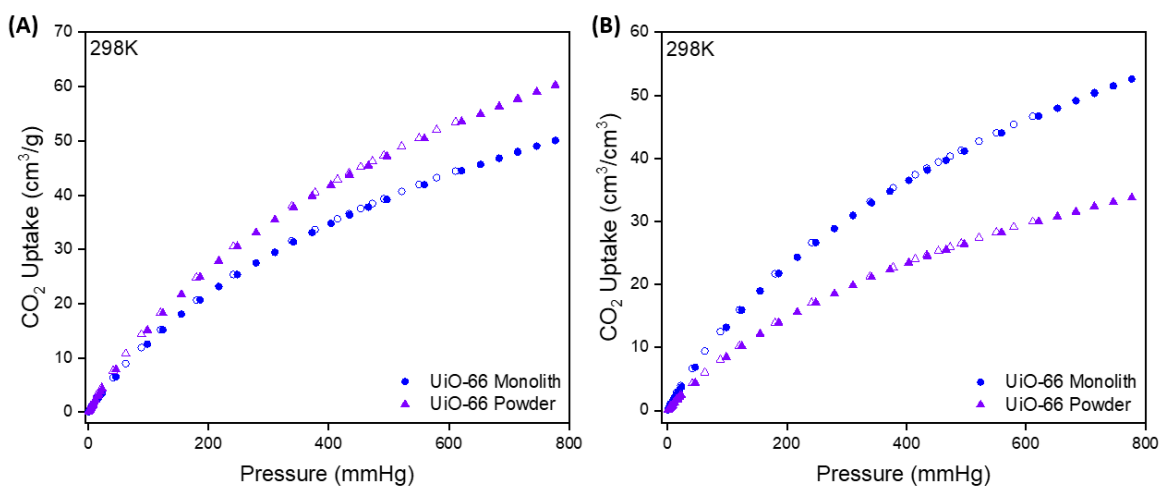 (A)
298K
CO₂ Uptake (cm³/g)
70
60
50
40
30
20
10
0
UiO-66 Monolith
UiO-66 Powder
0 200 400 600 800
Pressure (mmHg)
(B)
298K
CO₂ Uptake (cm³/cm³)
60
50
40
30
20
10
0
UiO-66 Monolith
UiO-66 Powder
0 200 400 600 800
Pressure (mmHg)